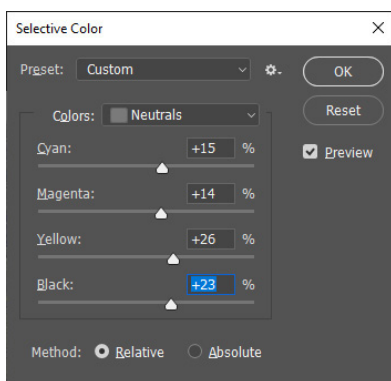 Selective Color
Preset: Custom OK
Colors: Neutrals Reset
Cyan: +15 % Preview
Magenta: +14 %
Yellow: +26 %
Black: +23 %
Method: Relative Absolute